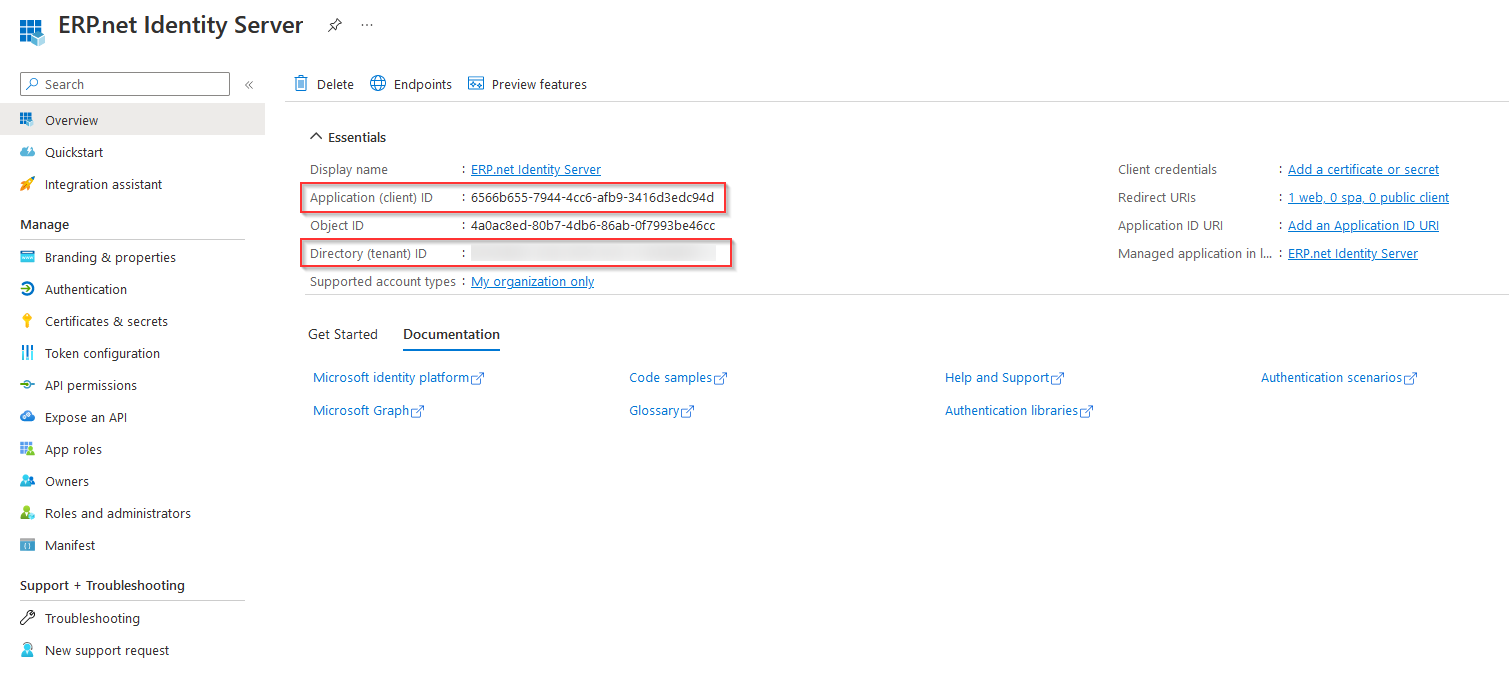 ERP.net Identity Server
Search
«
Delete
Endpoints
Preview features
Overview
Quickstart
Integration assistant
Manage
Branding & properties
Authentication
Certificates & secrets
Token configuration
API permissions
Expose an API
App roles
Owners
Roles and administrators
Manifest
Support + Troubleshooting
Troubleshooting
New support request
Essentials
Display name : ERP.net Identity Server
Application (client) ID : 6566b655-7944-4cc6-afb9-3416d3edc94d
Object ID : 4a0ac8ed-80b7-4db6-86ab-0f7993be46cc
Directory (tenant) ID :
Supported account types : My organization only
Client credentials : Add a certificate or secret
Redirect URIs : 1 web, 0 spa, 0 public client
Application ID URI : Add an Application ID URI
Managed application in l... : ERP.net Identity Server
Get Started
Documentation
Microsoft identity platform
Code samples
Help and Support
Authentication scenarios
Microsoft Graph
Glossary
Authentication libraries